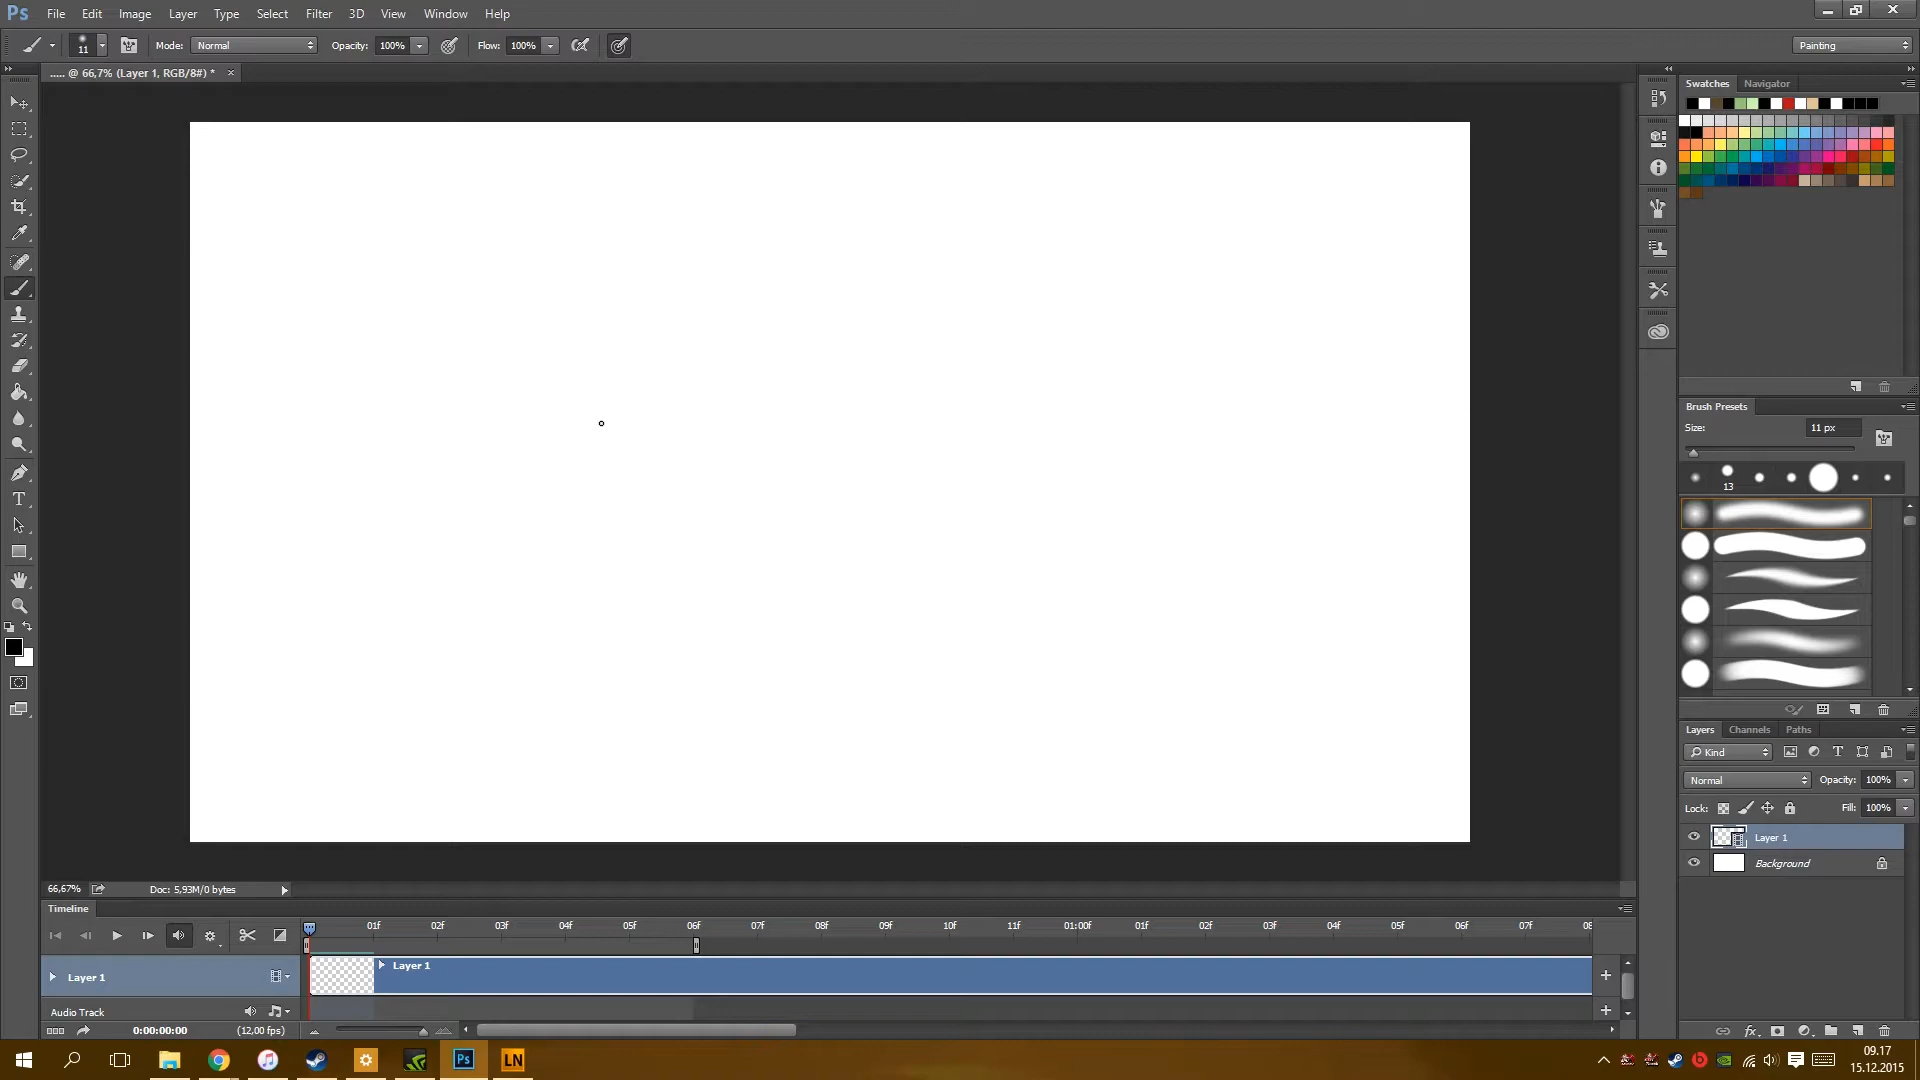 Ps File Edit Image Layer Type Select Filter 3D View Window Help
11 Mode: Normal Opacity: 100% Flow: 100% Painting
..... @ 66,7% (Layer 1, RGB/8#) * ×
Swatches Navigator
Brush Presets
Size: 11 px
13
Layers Channels Paths
Kind
Normal Opacity: 100%
Lock: Fill: 100%
Layer 1
Background
66,67% Doc: 5,93M/0 bytes
Timeline
01f 02f 03f 04f 05f 06f 07f 08f 09f 10f 11f 01:00f 01f 02f 03f 04f 05f 06f 07f 08
Layer 1 Layer 1
Audio Track
0:00:00:00 (12,00 fps)
Ps LN
09.17
15.12.2015